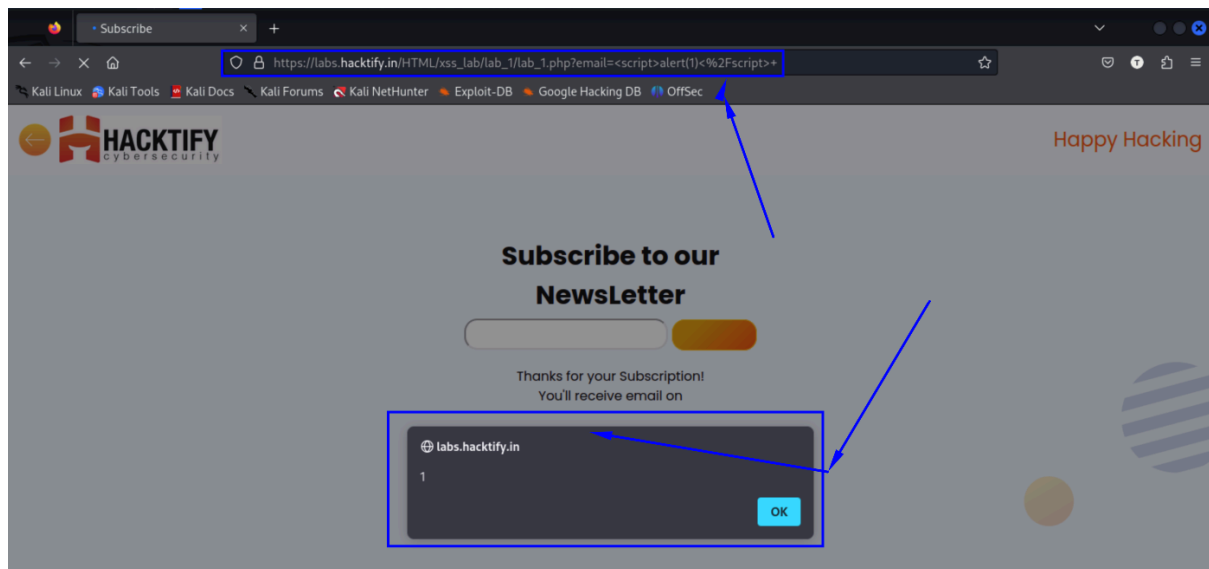 Subscribe
https://labs.hacktify.in/HTML/xss_lab/lab_1/lab_1.php?email=<script>alert(1)<%2Fscript>+
Kali Linux Kali Tools Kali Docs Kali Forums Kali NetHunter Exploit-DB Google Hacking DB OffSec
HACKTIFY
cybersecurity
Happy Hacking
Subscribe to our
NewsLetter
Thanks for your Subscription!
You'll receive email on
labs.hacktify.in
1
OK